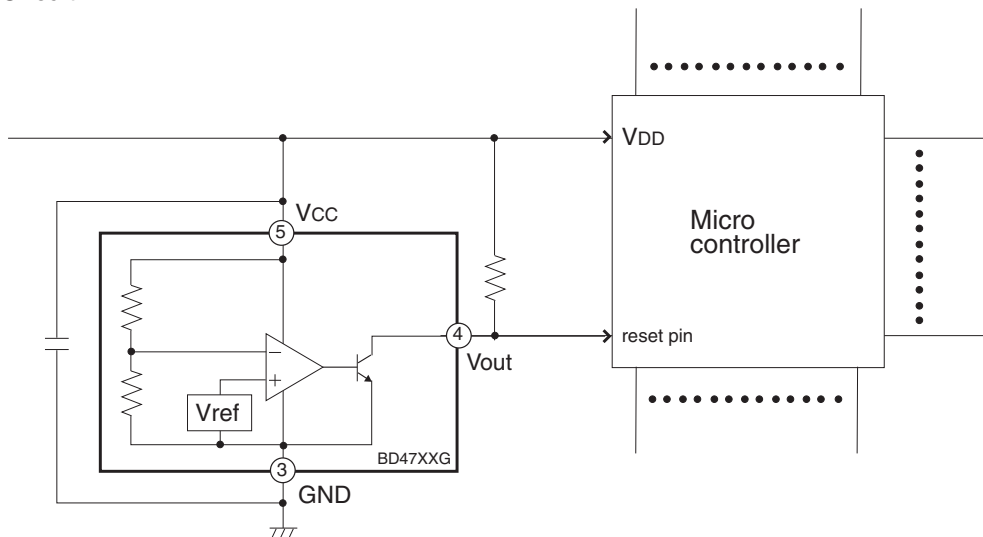 VDD
VCC
5
Micro
controller
4
reset pin
Vout
−
+
Vref
BD47XXG
3
GND